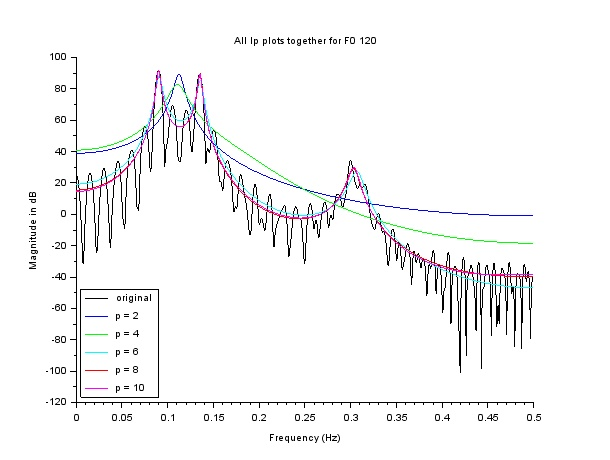 All lp plots together for F0 120
Magnitude in dB
100
80
60
40
20
0
-20
-40
-60
-80
-100
-120
original
p = 2
p = 4
p = 6
p = 8
p = 10
0 0.05 0.1 0.15 0.2 0.25 0.3 0.35 0.4 0.45 0.5
Frequency (Hz)